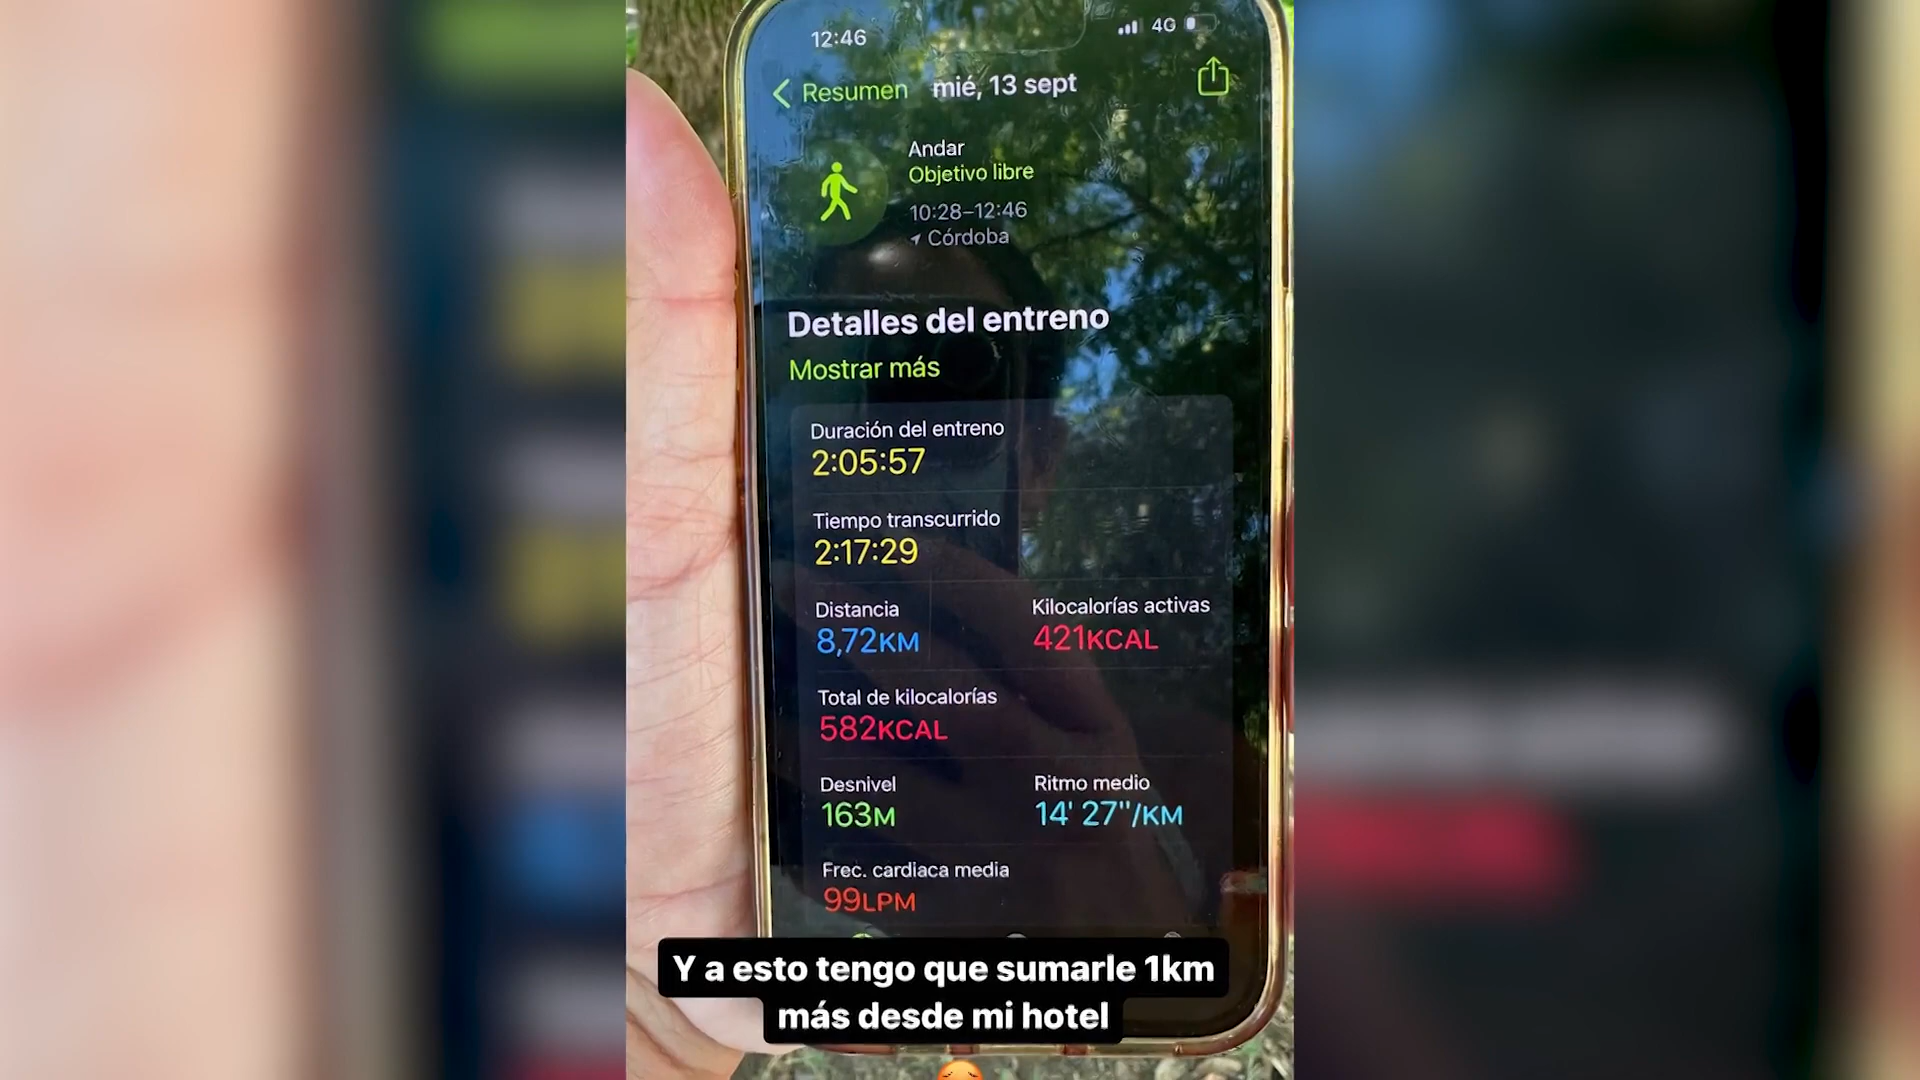 12:46
4G
Resumen
mié, 13 sept
Andar
Objetivo libre
10:28–12:46
Córdoba
Detalles del entreno
Mostrar más
Duración del entreno
2:05:57
Tiempo transcurrido
2:17:29
Distancia
8,72KM
Kilocalorías activas
421KCAL
Total de kilocalorías
582KCAL
Desnivel
163M
Ritmo medio
14' 27''/KM
Frec. cardiaca media
99LPM
Y a esto tengo que sumarle 1km
más desde mi hotel